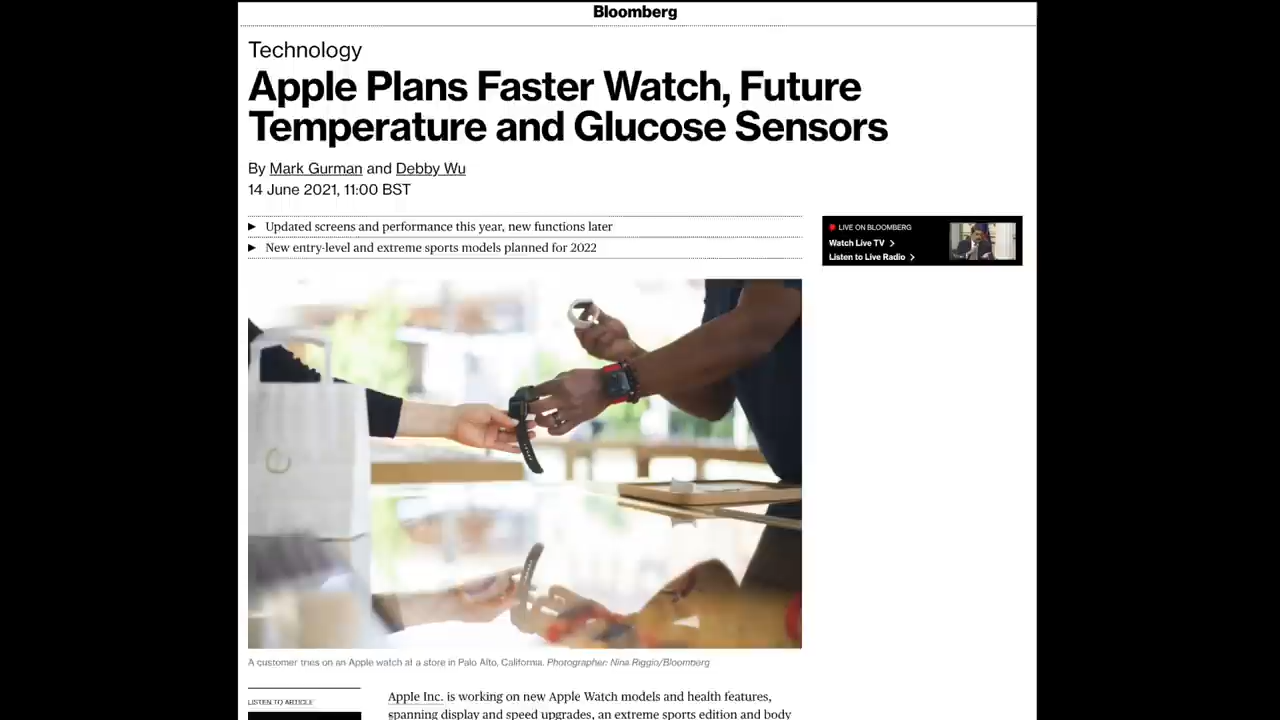 Bloomberg
Technology
Apple Plans Faster Watch, Future
Temperature and Glucose Sensors
By Mark Gurman and Debby Wu
14 June 2021, 11:00 BST
Updated screens and performance this year, new functions later
New entry-level and extreme sports models planned for 2022
LIVE ON BLOOMBERG
Watch Live TV
Listen to Live Radio
A customer tries on an Apple watch at a store in Palo Alto, California. Photographer: Nina Riggio/Bloomberg
LISTEN TO ARTICLE
Apple Inc. is working on new Apple Watch models and health features,
spanning display and speed upgrades, an extreme sports edition and body